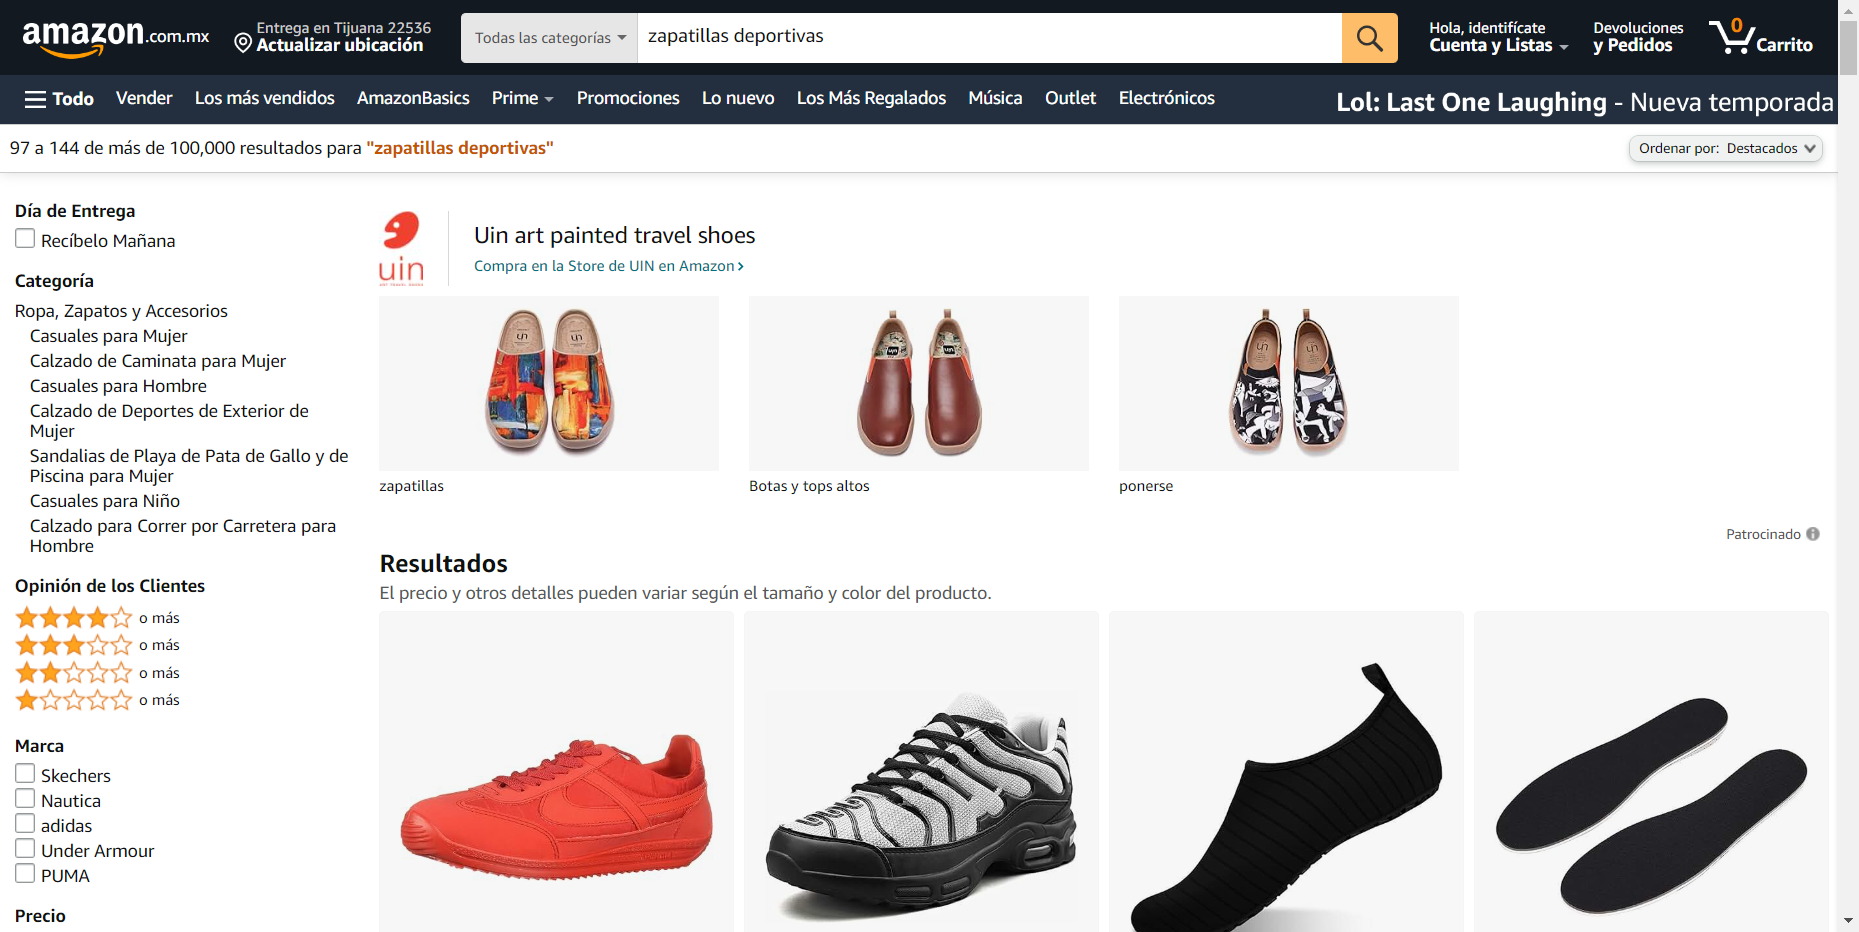 amazon.com.mx
Entrega en Tijuana 22536
Actualizar ubicación
Todas las categorías
zapatillas deportivas
Hola, identifícate
Cuenta y Listas
Devoluciones
y Pedidos
0
Carrito
Todo
Vender
Los más vendidos
AmazonBasics
Prime
Promociones
Lo nuevo
Los Más Regalados
Música
Outlet
Electrónicos
Lol: Last One Laughing - Nueva temporada
97 a 144 de más de 100,000 resultados para "zapatillas deportivas"
Ordenar por: Destacados
Día de Entrega
Recíbelo Mañana
Categoría
Ropa, Zapatos y Accesorios
Casuales para Mujer
Calzado de Caminata para Mujer
Casuales para Hombre
Calzado de Deportes de Exterior de
Mujer
Sandalias de Playa de Pata de Gallo y de
Piscina para Mujer
Casuales para Niño
Calzado para Correr por Carretera para
Hombre
Opinión de los Clientes
o más
o más
o más
o más
Marca
Skechers
Nautica
adidas
Under Armour
PUMA
Precio
uin
Uin art painted travel shoes
Compra en la Store de UIN en Amazon
zapatillas
Botas y tops altos
ponerse
Patrocinado
Resultados
El precio y otros detalles pueden variar según el tamaño y color del producto.